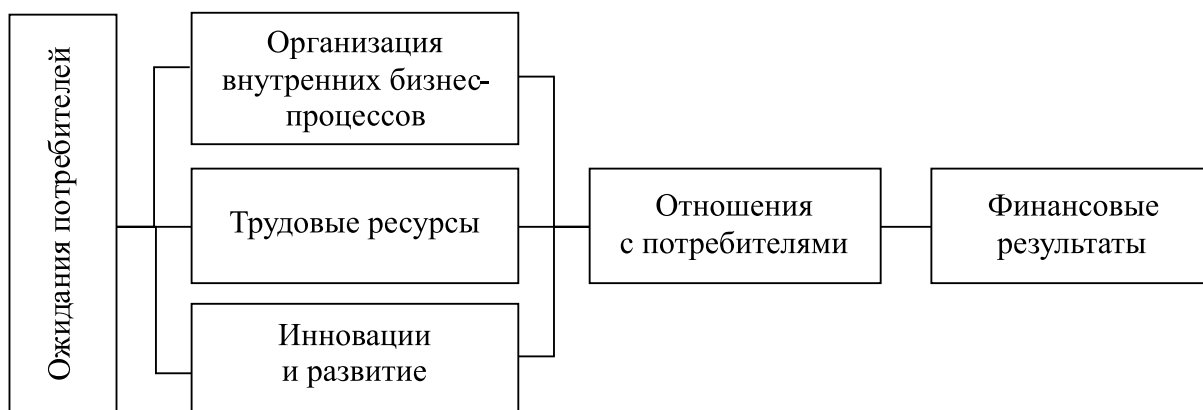 Ожидания потребителей
Организация
внутренних бизнес-
процессов
Трудовые ресурсы
Инновации
и развитие
Отношения
с потребителями
Финансовые
результаты